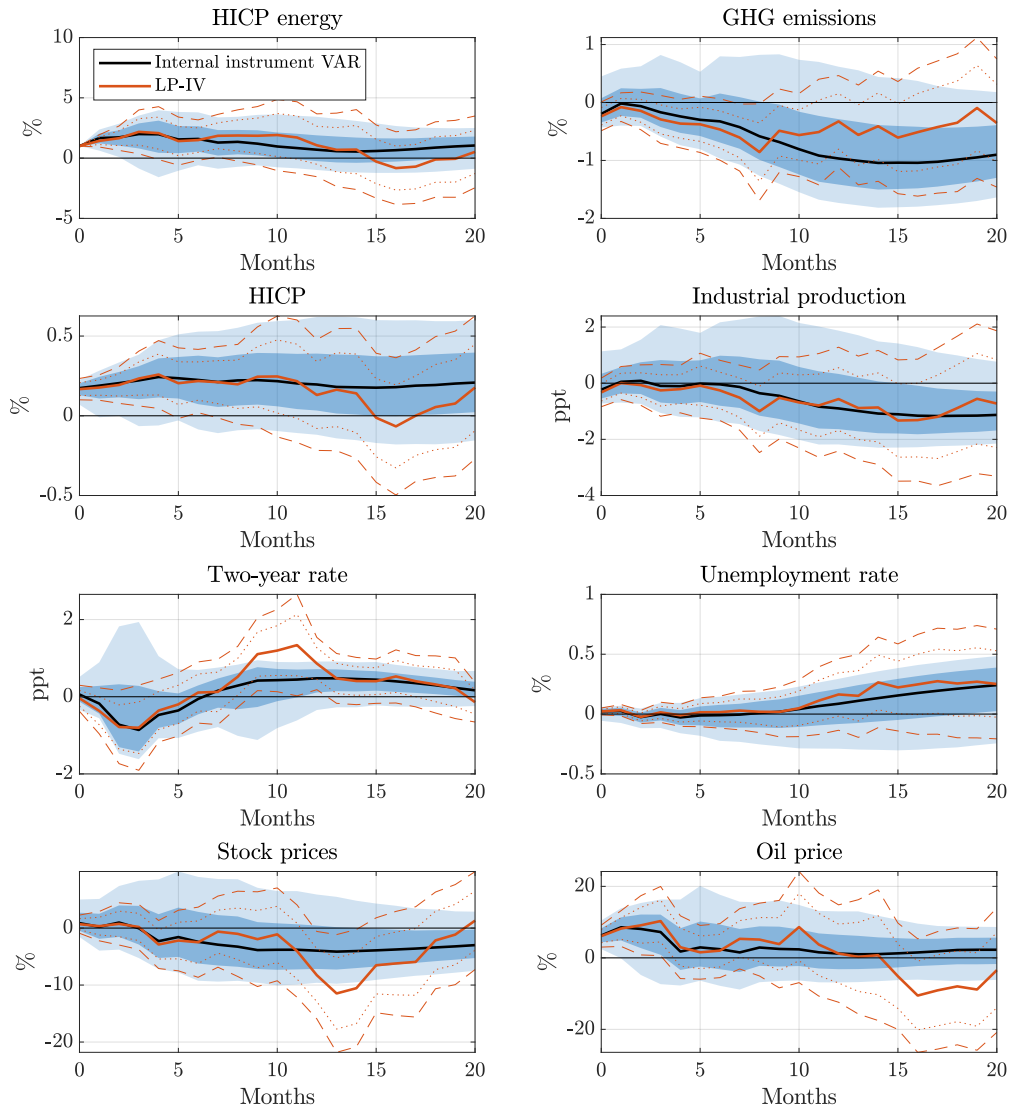 HICP energy
10
5
0
-5
%
Internal instrument VAR
LP-IV
0 5 10 15 20
Months
GHG emissions
1
0
-1
-2
%
0 5 10 15 20
Months
HICP
0.5
0
-0.5
%
0 5 10 15 20
Months
Industrial production
2
0
-2
-4
ppt
0 5 10 15 20
Months
Two-year rate
2
0
-2
ppt
0 5 10 15 20
Months
Unemployment rate
1
0.5
0
-0.5
%
0 5 10 15 20
Months
Stock prices
0
-10
-20
%
0 5 10 15 20
Months
Oil price
20
0
-20
%
0 5 10 15 20
Months